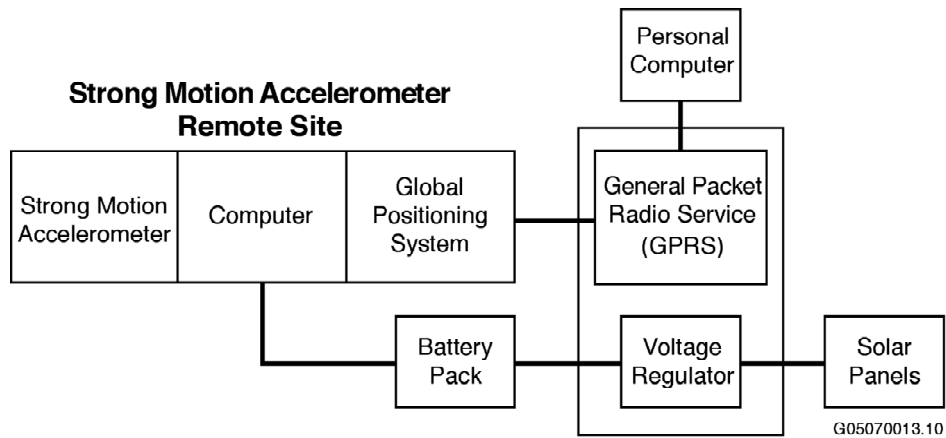 Personal
Computer
Strong Motion Accelerometer
Remote Site
Strong Motion
Accelerometer
Computer
Global
Positioning
System
General Packet
Radio Service
(GPRS)
Battery
Pack
Voltage
Regulator
Solar
Panels
G05070013.10